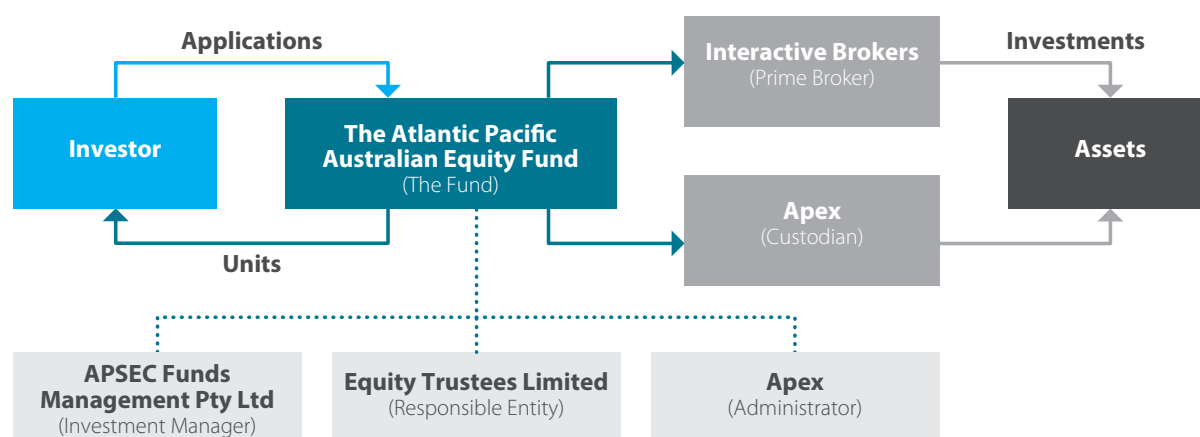 Applications
Investor
Units
The Atlantic Pacific
Australian Equity Fund
(The Fund)
Interactive Brokers
(Prime Broker)
Apex
(Custodian)
Investments
Assets
APSEC Funds
Management Pty Ltd
(Investment Manager)
Equity Trustees Limited
(Responsible Entity)
Apex
(Administrator)